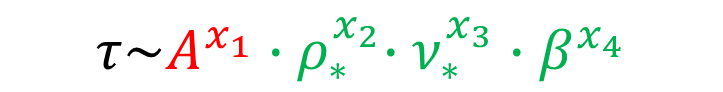 τ~A^{x_1} · ρ_*^{x_2} · ν_*^{x_3} · β^{x_4}